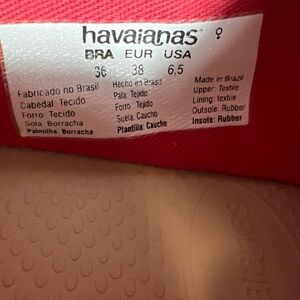 havaianas ♀
BRA EUR USA
36 38 6,5
Fabricado no Brasil
Cabedal: Tecido
Forro: Tecido
Sola: Borracha
Palmilha: Borracha
Hecho en Brasil
Pala: Tejido
Forro: Tejido
Suela: Caucho
Plantilla: Caucho
Made in Brazil
Upper: Textile
Lining: textile
Outsole: Rubber
Insole: Rubber